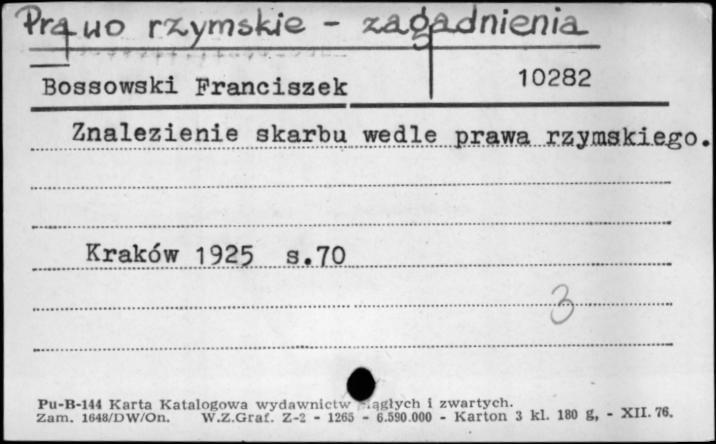 Prawo rzymskie - zagadnienia
Bossowski Franciszek 10282
Znalezienie skarbu wedle prawa rzymskiego.
Kraków 1925 s.70
3
Pu-B-144 Karta Katalogowa wydawnictw ciągłych i zwartych.
Zam. 1648/DW/On. W.Z.Graf. Z-2 - 1265 - 6.590.000 - Karton 3 kl. 180 g, - XII. 76.